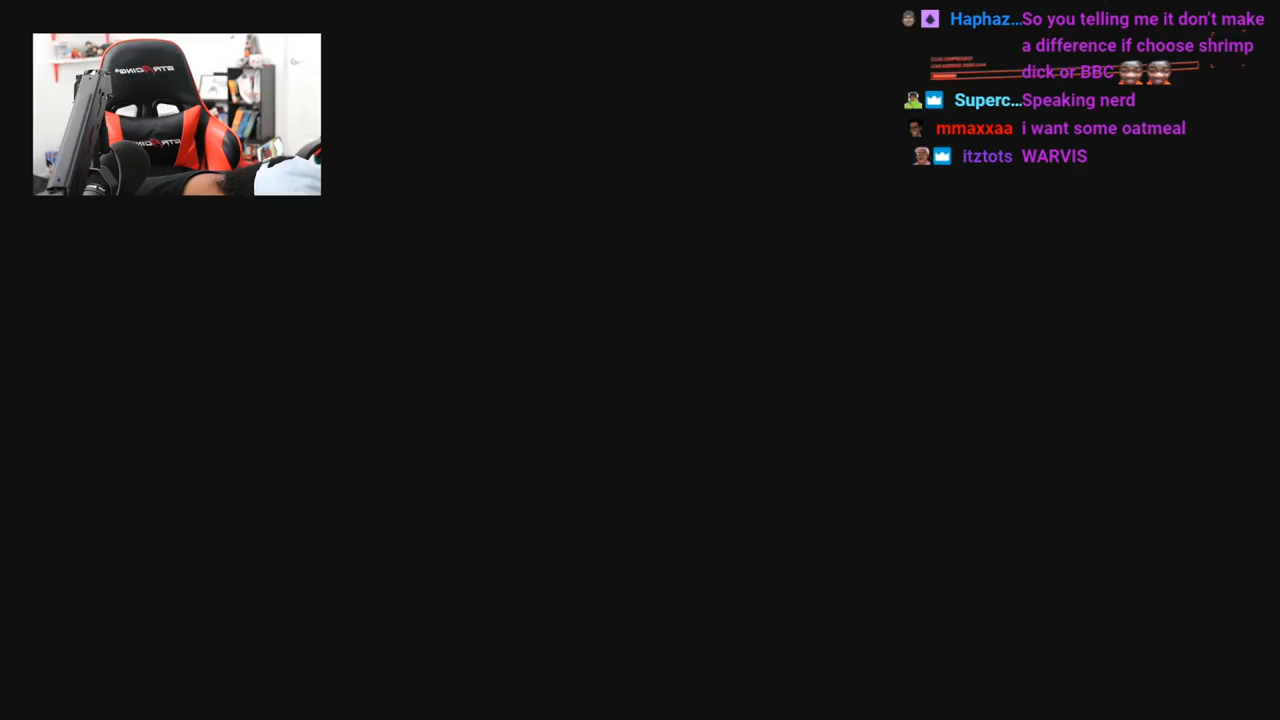 Haphaz... So you telling me it don't make
a difference if choose shrimp
dick or BBC
Superc... Speaking nerd
mmaxxaa i want some oatmeal
itztots WARVIS